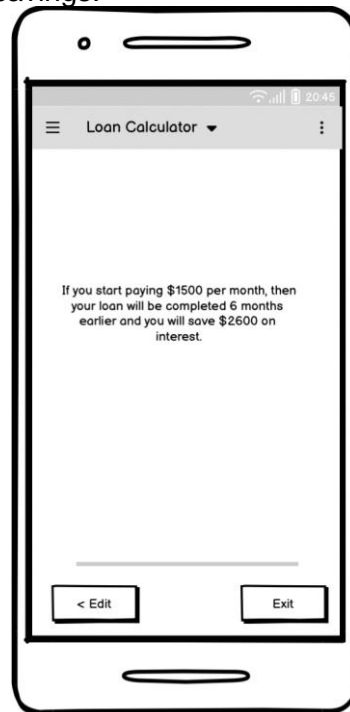 savings.
20:45
Loan Calculator
If you start paying $1500 per month, then
your loan will be completed 6 months
earlier and you will save $2600 on
interest.
< Edit
Exit